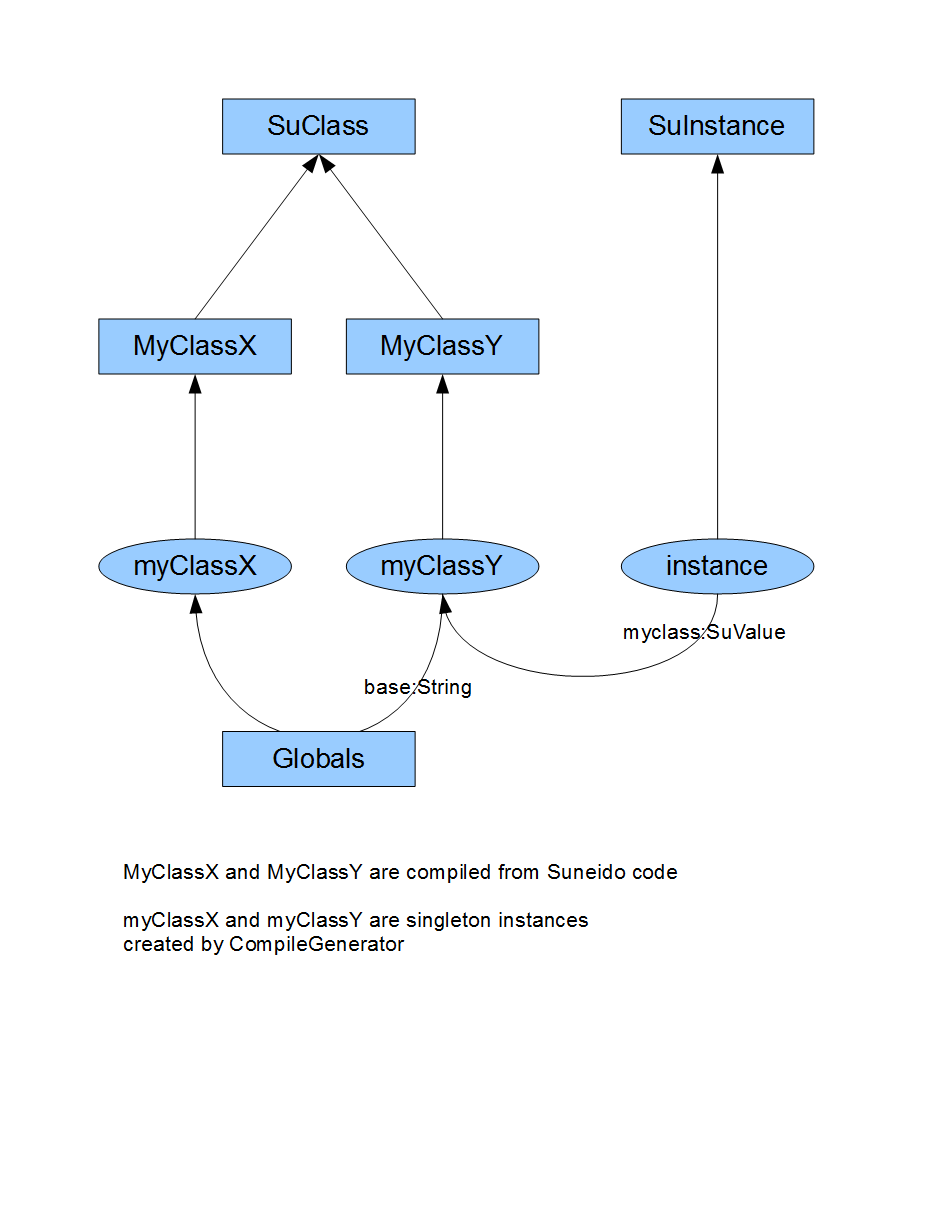 SuClass
SuInstance
MyClassX
MyClassY
myClassX
myClassY
instance
myclass:SuValue
base:String
Globals
MyClassX and MyClassY are compiled from Suneido code
myClassX and myClassY are singleton instances
created by CompileGenerator